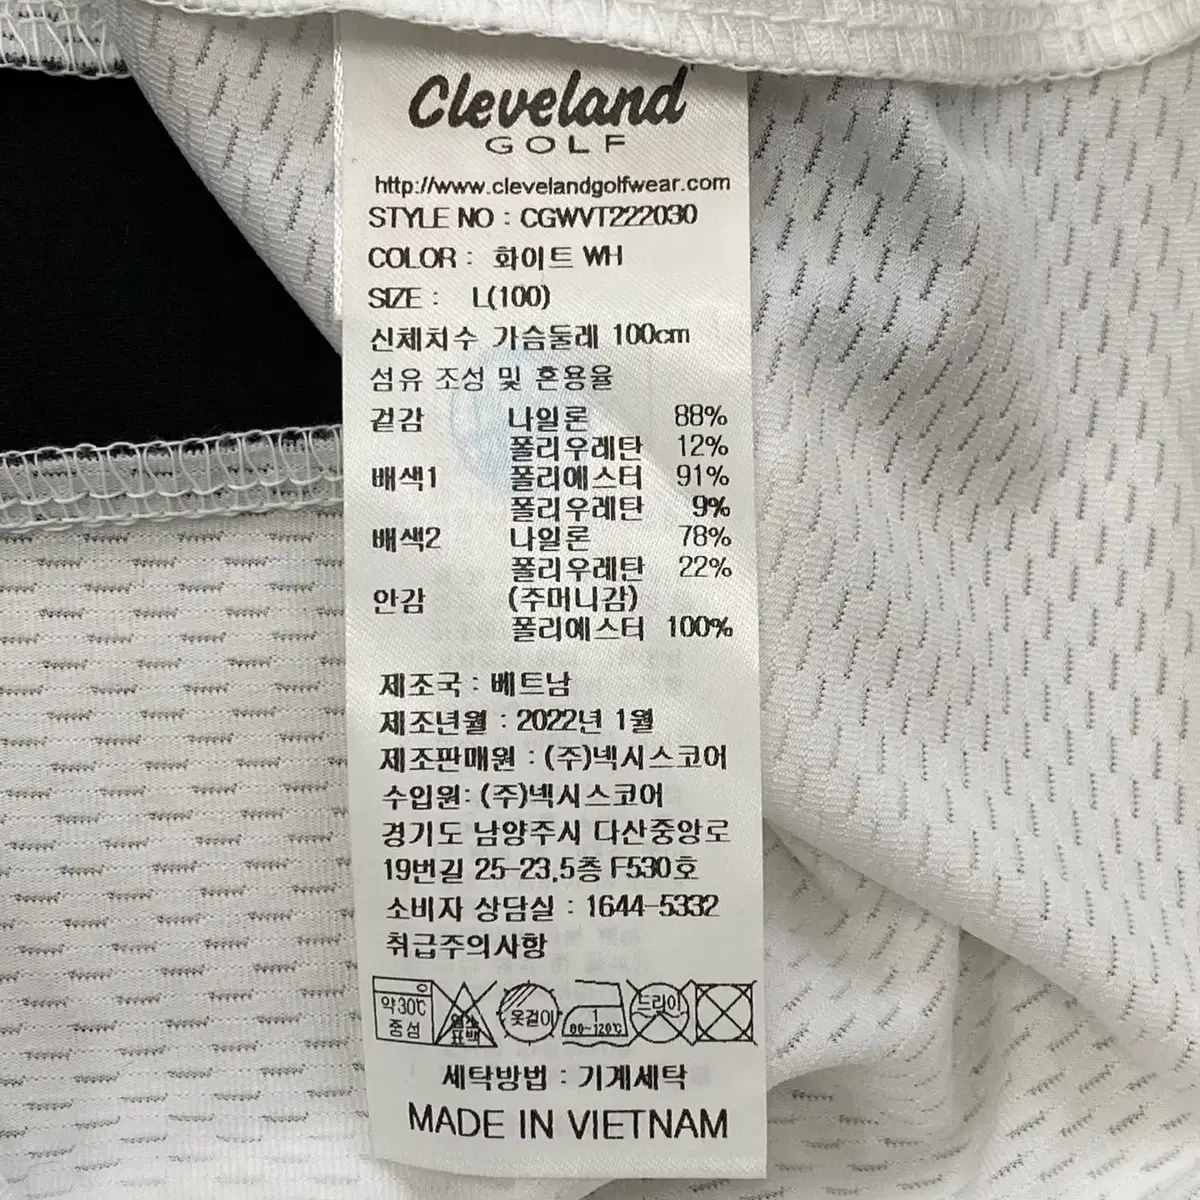 Cleveland
GOLF
http://www.clevelandgolfwear.com
STYLE NO : CGWVT222030
COLOR : 화이트 WH
SIZE : L(100)
신체치수 가슴둘레 100cm
섬유 조성 및 혼용율
겉감 나일론 88%
폴리우레탄 12%
배색1 폴리에스터 91%
폴리우레탄 9%
배색2 나일론 78%
폴리우레탄 22%
안감 (주머니감)
폴리에스터 100%
제조국 : 베트남
제조년월 : 2022년 1월
제조판매원 : (주)넥시스코어
수입원: (주)넥시스코어
경기도 남양주시 다산중앙로
19번길 25-23,5층 F530호
소비자 상담실 : 1644-5332
취급주의사항
약30℃ 중성 염소 표백 옷걸이 1 80~120℃ 드라이
세탁방법 : 기계세탁
MADE IN VIETNAM